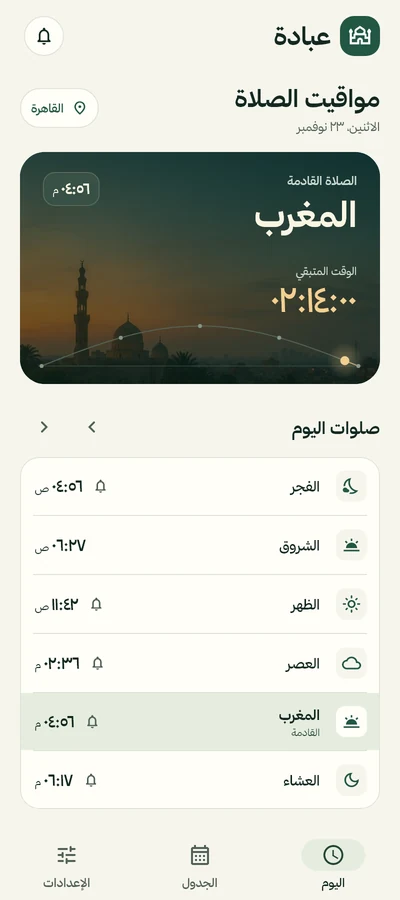 عبادة
مواقيت الصلاة
الاثنين، ٢٣ نوفمبر
القاهرة
الصلاة القادمة
٠٤:٥٦ م
المغرب
الوقت المتبقي
٠٢:١٤:٠٠
صلوات اليوم
الفجر
٠٤:٥٦ ص
الشروق
٠٦:٢٧ ص
الظهر
١١:٤٢ ص
العصر
٠٢:٣٦ م
المغرب
القادمة
٠٤:٥٦ م
العشاء
٠٦:١٧ م
اليوم
الجدول
الإعدادات